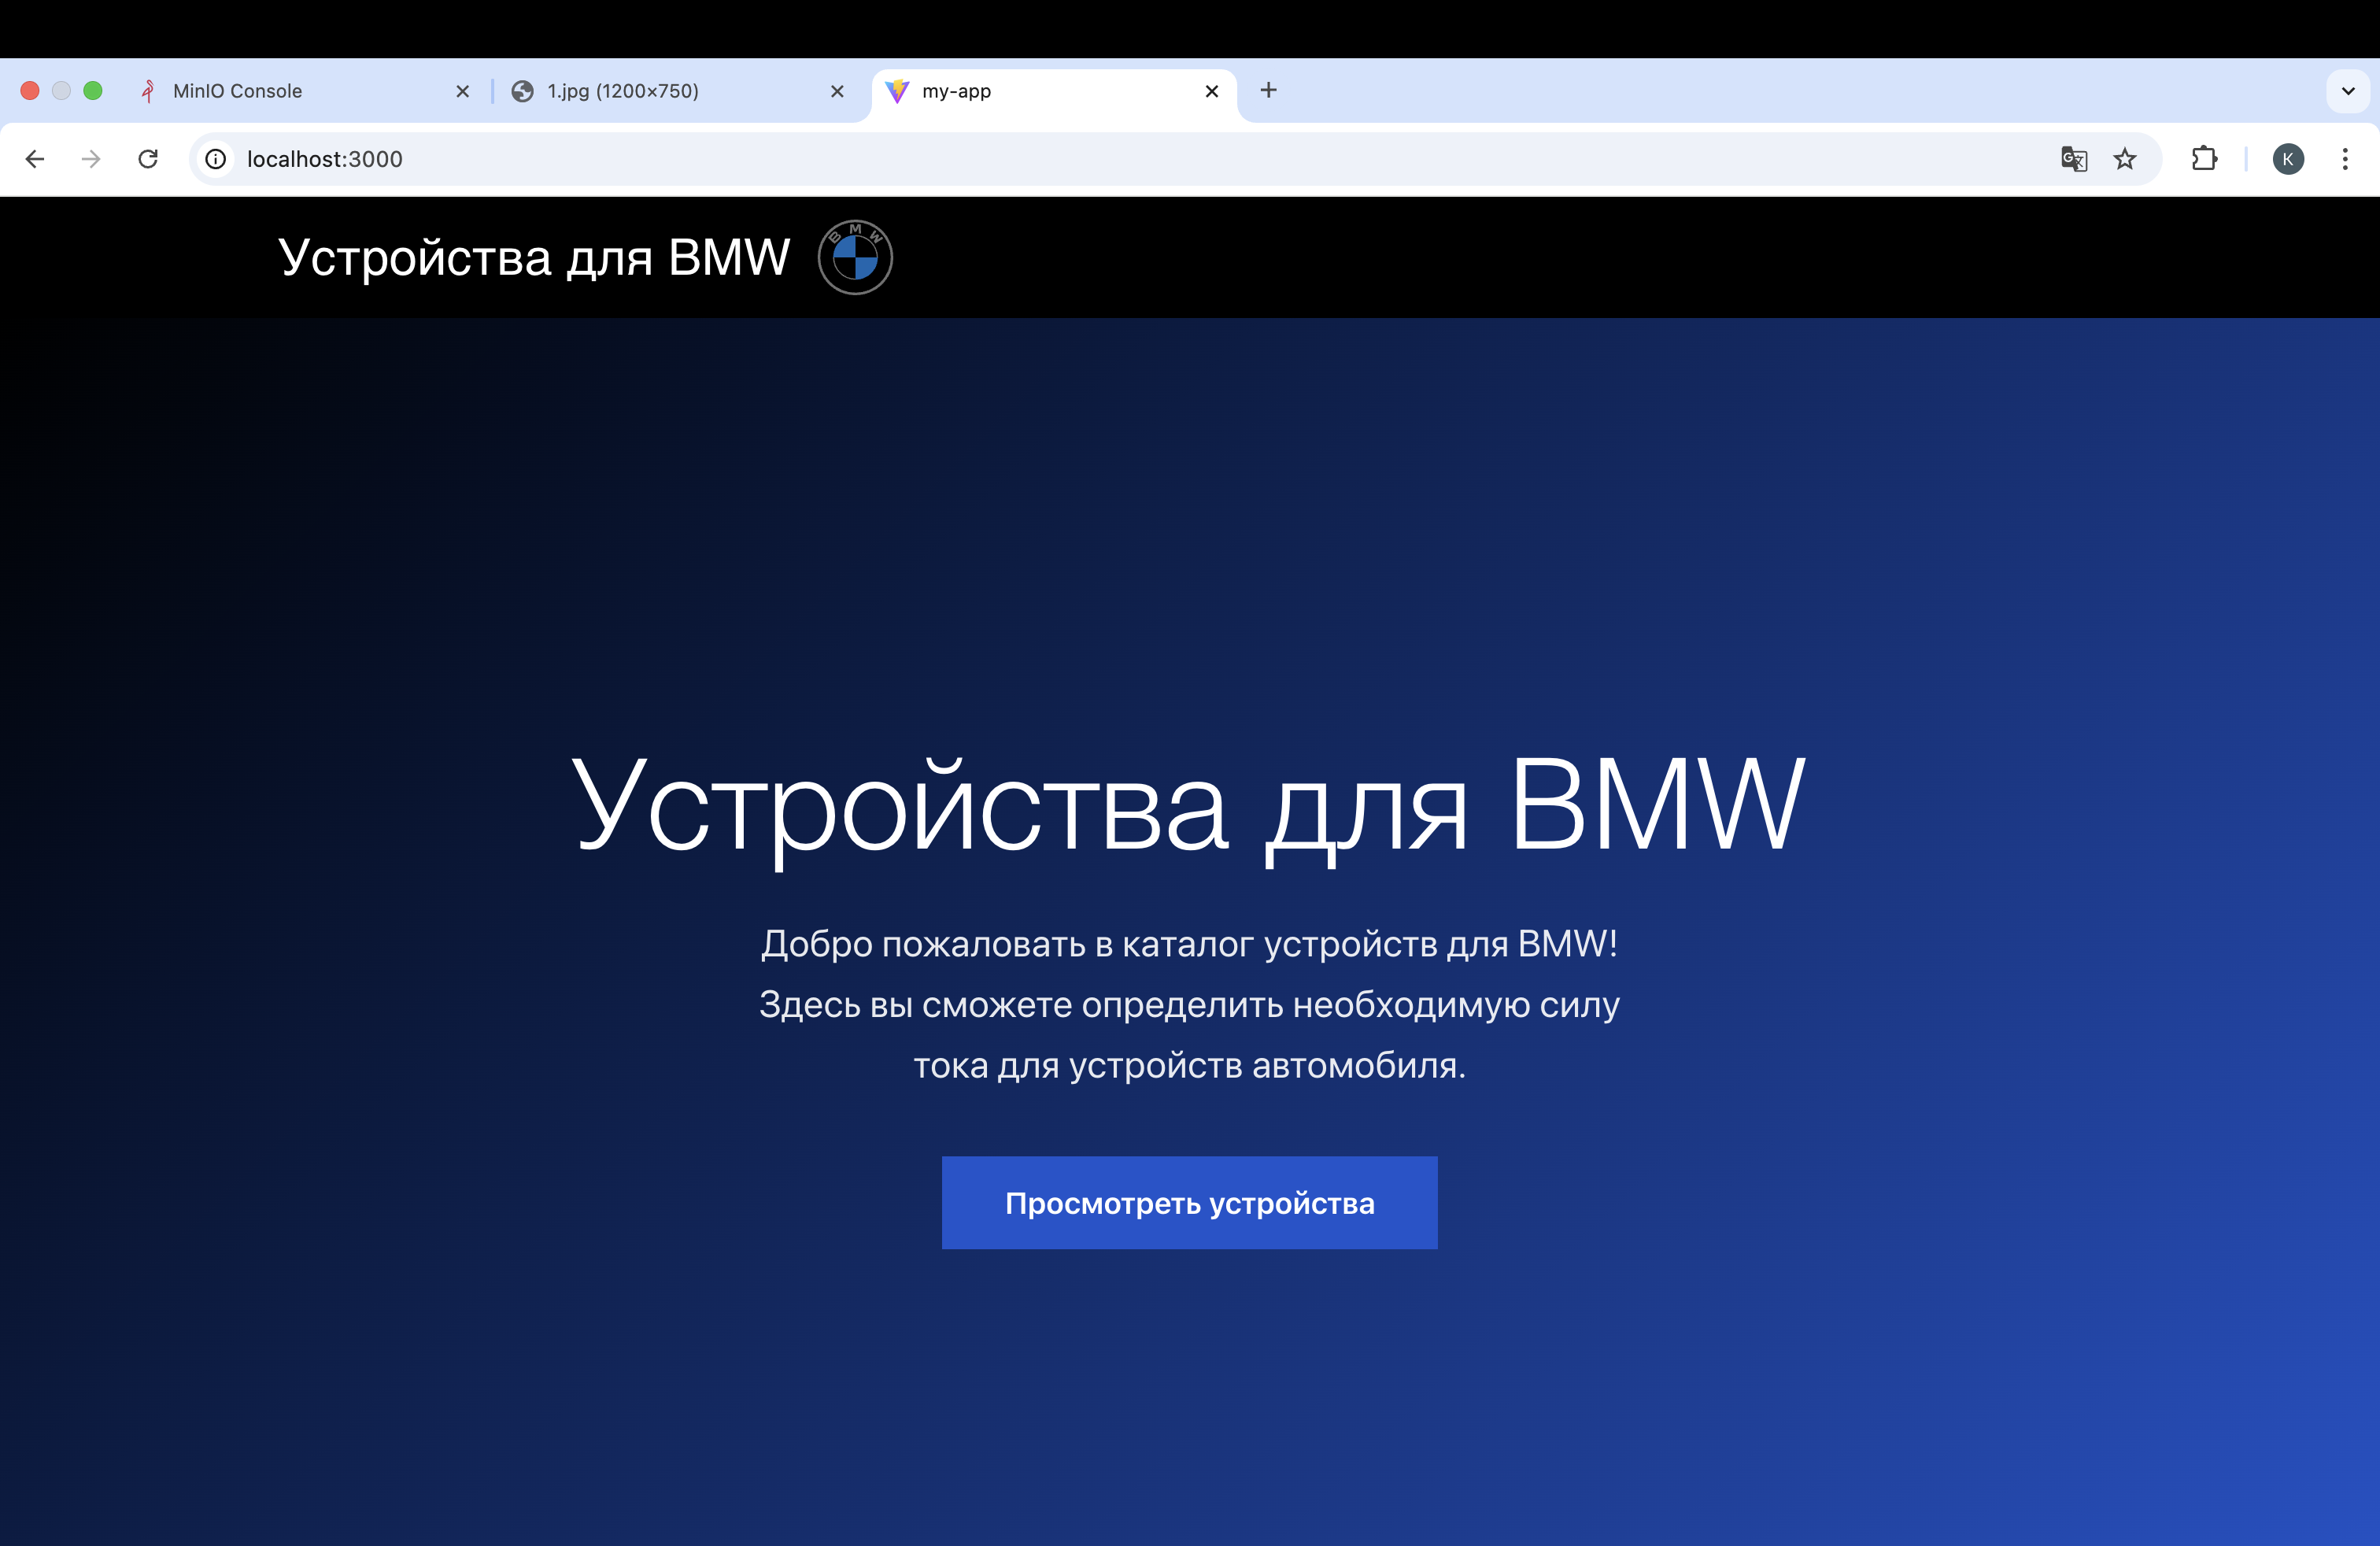 MinIO Console
1.jpg (1200×750)
my-app
localhost:3000
K
Устройства для BMW
BMW
Устройства для BMW
Добро пожаловать в каталог устройств для BMW!
Здесь вы сможете определить необходимую силу
тока для устройств автомобиля.
Просмотреть устройства